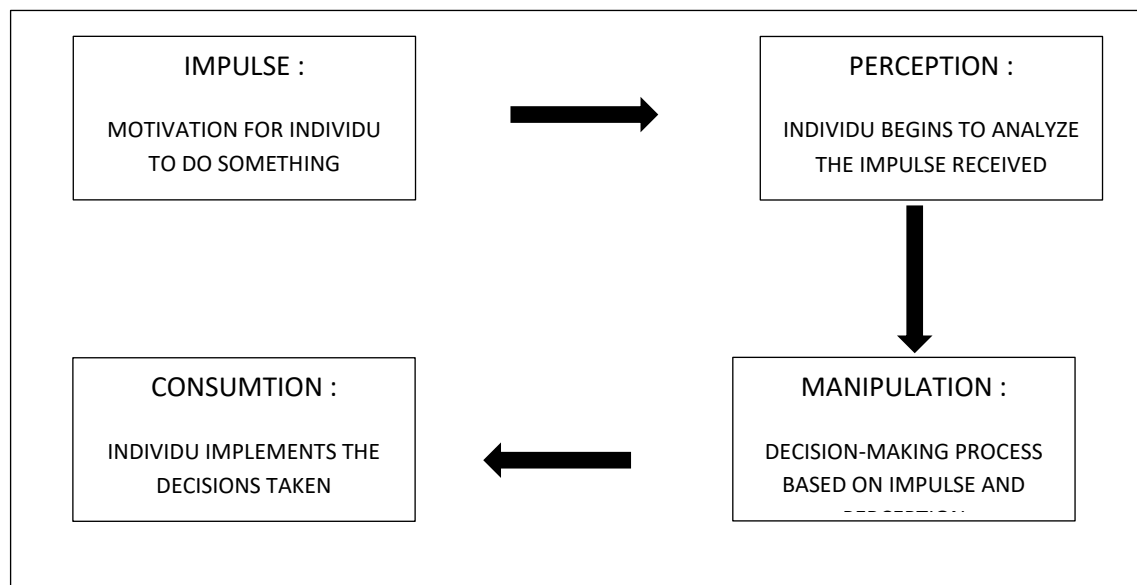 IMPULSE :
MOTIVATION FOR INDIVIDU
TO DO SOMETHING
PERCEPTION :
INDIVIDU BEGINS TO ANALYZE
THE IMPULSE RECEIVED
MANIPULATION :
DECISION-MAKING PROCESS
BASED ON IMPULSE AND
CONSUMTION :
INDIVIDU IMPLEMENTS THE
DECISIONS TAKEN